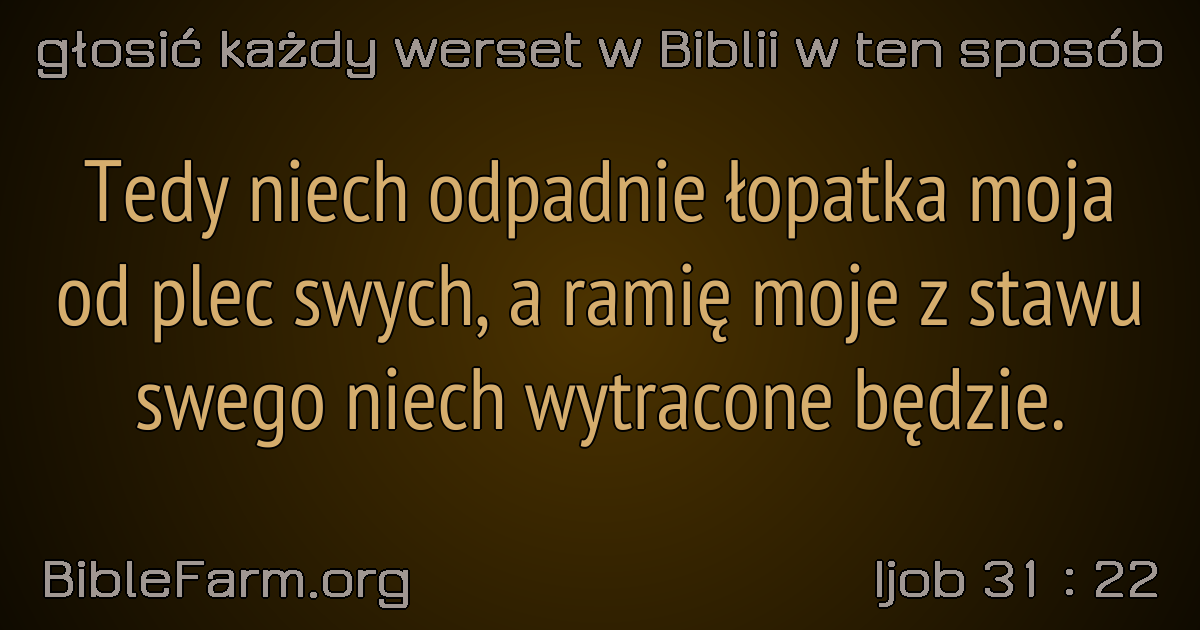 głosić każdy werset w Biblii w ten sposób
Tedy niech odpadnie łopatka moja
od plec swych, a ramię moje z stawu
swego niech wytracone będzie.
BibleFarm.org
Ijob 31 : 22